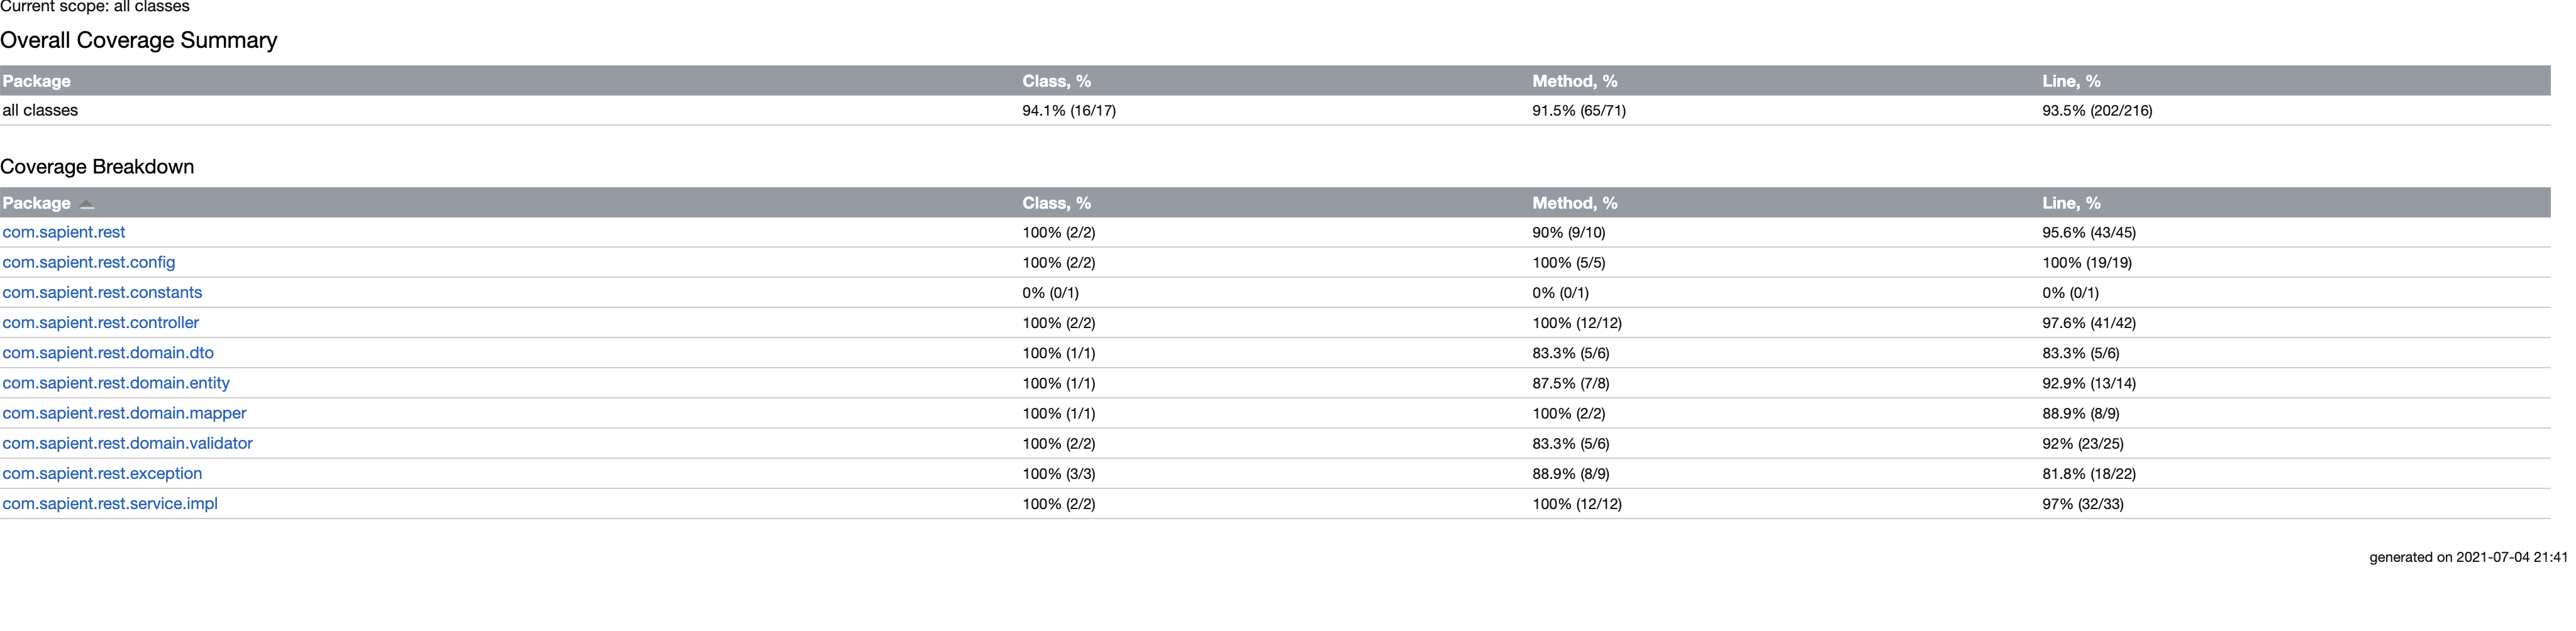 Current scope: all classes
Overall Coverage Summary
Package Class, % Method, % Line, %
all classes 94.1% (16/17) 91.5% (65/71) 93.5% (202/216)
Coverage Breakdown
Package Class, % Method, % Line, %
com.sapient.rest 100% (2/2) 90% (9/10) 95.6% (43/45)
com.sapient.rest.config 100% (2/2) 100% (5/5) 100% (19/19)
com.sapient.rest.constants 0% (0/1) 0% (0/1) 0% (0/1)
com.sapient.rest.controller 100% (2/2) 100% (12/12) 97.6% (41/42)
com.sapient.rest.domain.dto 100% (1/1) 83.3% (5/6) 83.3% (5/6)
com.sapient.rest.domain.entity 100% (1/1) 87.5% (7/8) 92.9% (13/14)
com.sapient.rest.domain.mapper 100% (1/1) 100% (2/2) 88.9% (8/9)
com.sapient.rest.domain.validator 100% (2/2) 83.3% (5/6) 92% (23/25)
com.sapient.rest.exception 100% (3/3) 88.9% (8/9) 81.8% (18/22)
com.sapient.rest.service.impl 100% (2/2) 100% (12/12) 97% (32/33)
generated on 2021-07-04 21:41